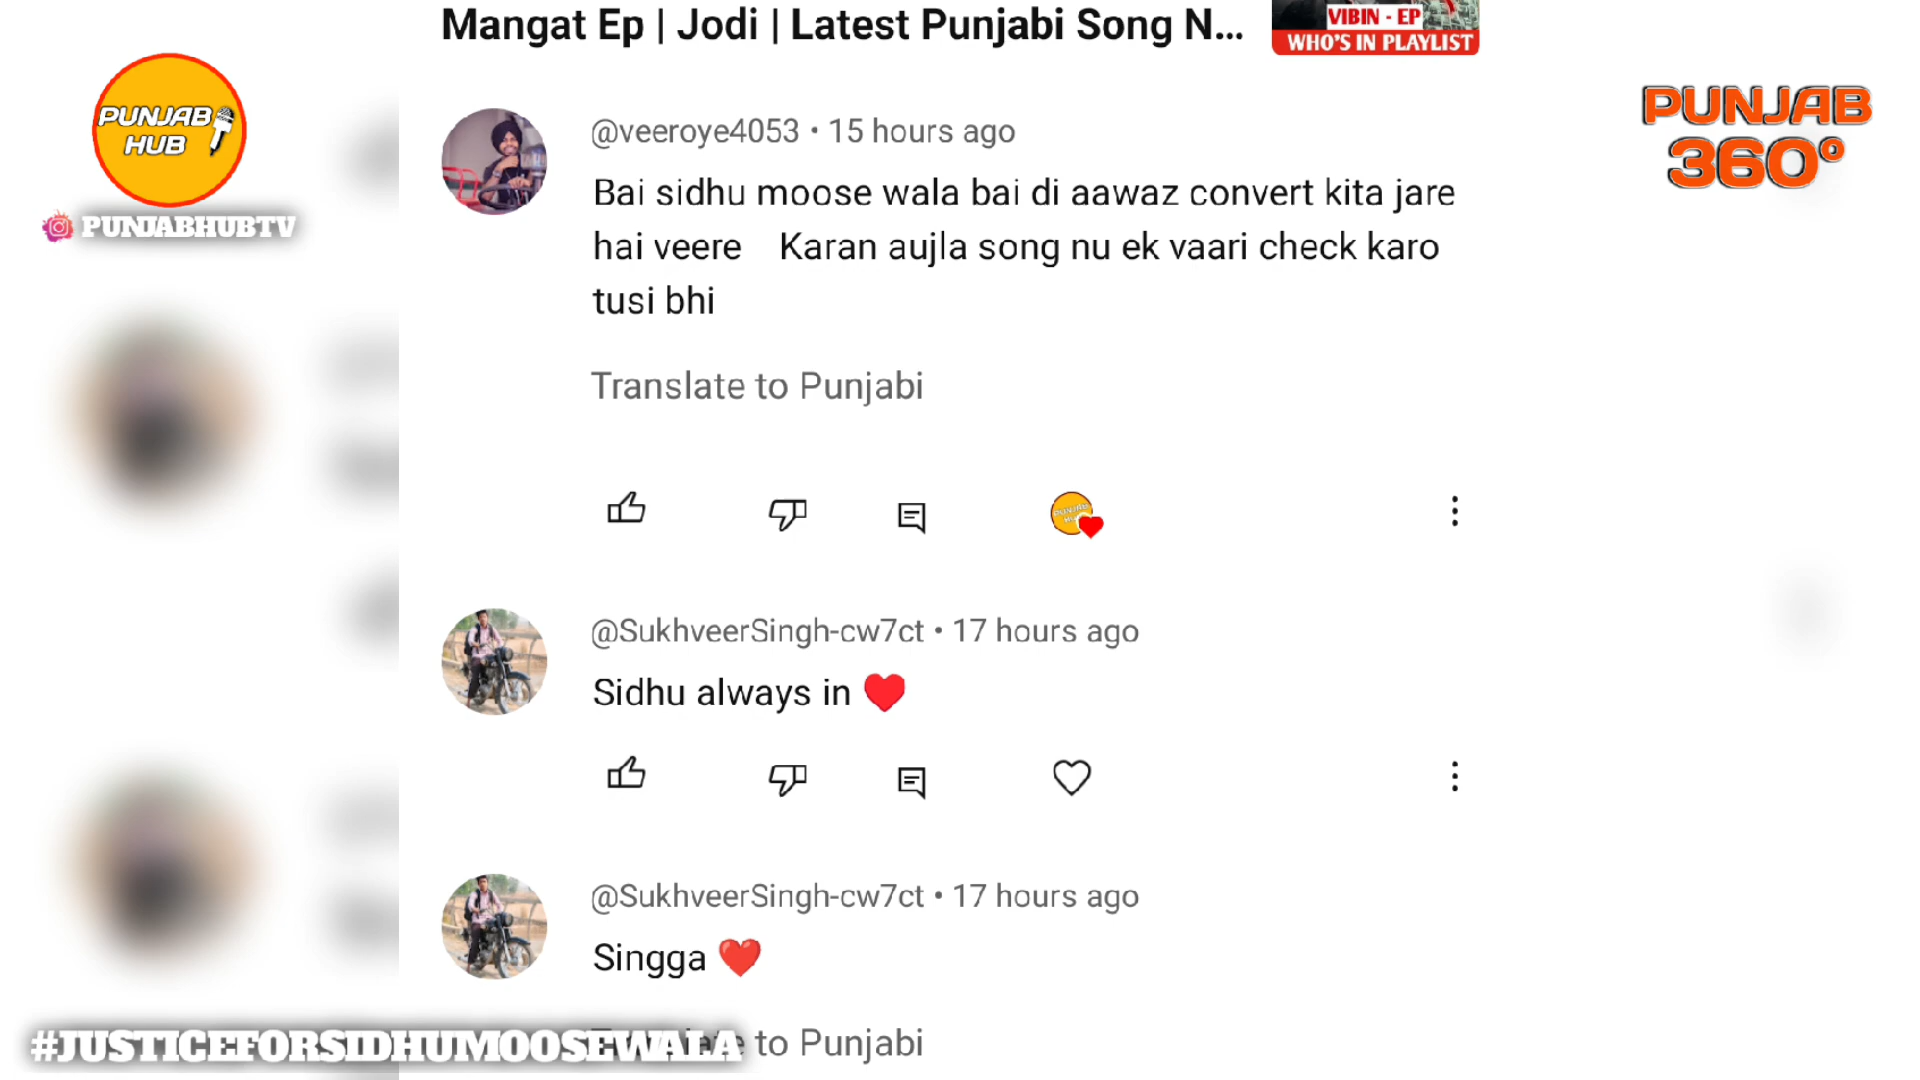 Mangat Ep | Jodi | Latest Punjabi Song N...
VIBIN - EP
WHO'S IN PLAYLIST
PUNJAB
HUB
PUNJABHUBTV
PUNJAB
360°
@veeroye4053 • 15 hours ago
Bai sidhu moose wala bai di aawaz convert kita jare
hai veere Karan aujla song nu ek vaari check karo
tusi bhi
Translate to Punjabi
@SukhveerSingh-cw7ct • 17 hours ago
Sidhu always in ♥️
@SukhveerSingh-cw7ct • 17 hours ago
Singga ❤️
Translate to Punjabi
#JUSTICEFORSIDHUMOOSEWALA